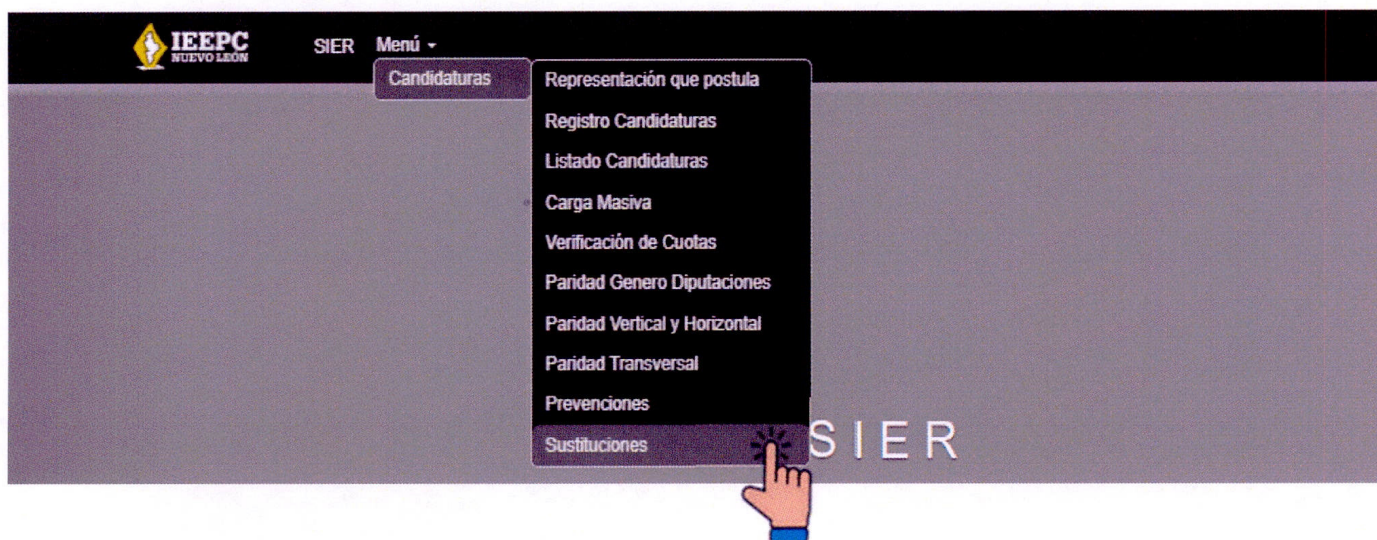 IEEPC
NUEVO LEÓN
SIER Menú
Candidaturas
Representación que postula
Registro Candidaturas
Listado Candidaturas
Carga Masiva
Verificación de Cuotas
Paridad Genero Diputaciones
Paridad Vertical y Horizontal
Paridad Transversal
Prevenciones
Sustituciones
SIER